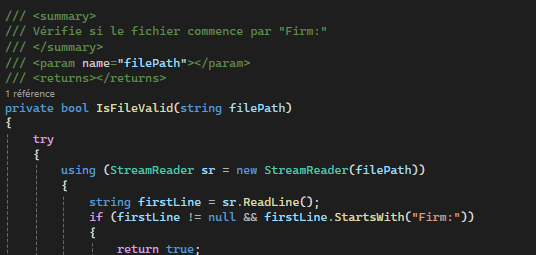 /// <summary>
/// Vérifie si le fichier commence par "Firm:"
/// </summary>
/// <param name="filePath"></param>
/// <returns></returns>
1 référence
private bool IsFileValid(string filePath)
{
try
{
using (StreamReader sr = new StreamReader(filePath))
{
string firstLine = sr.ReadLine();
if (firstLine != null && firstLine.StartsWith("Firm:"))
{
return true;